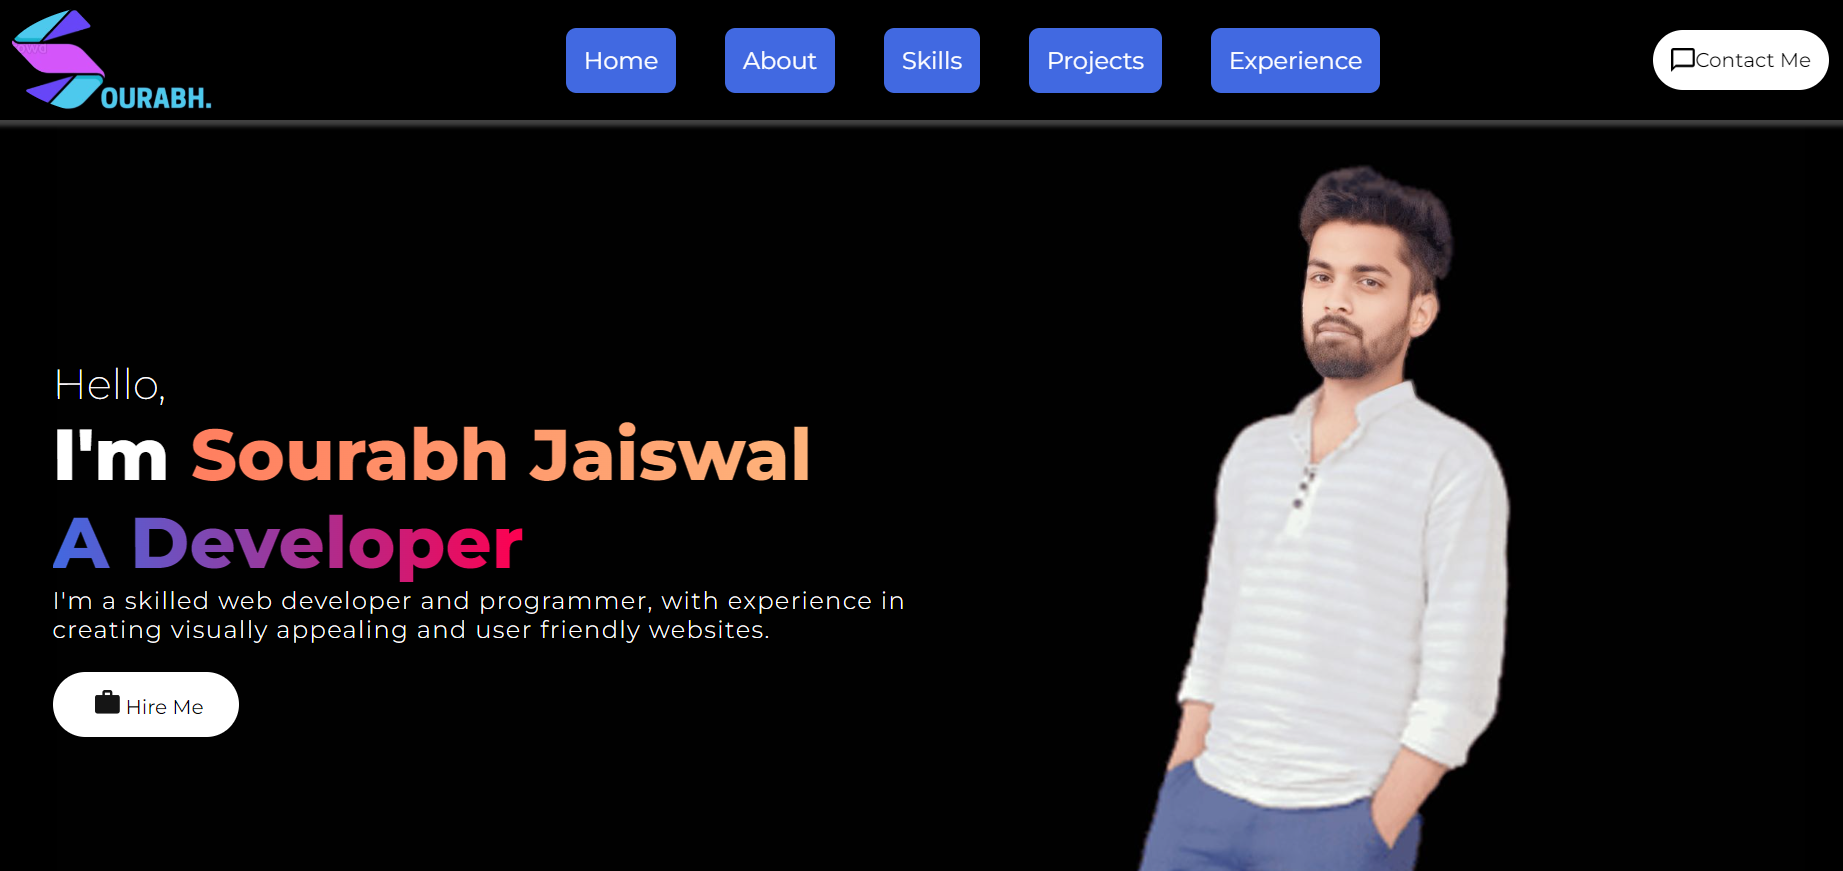 OURABH.
Home
About
Skills
Projects
Experience
Contact Me
Hello,
I'm Sourabh Jaiswal
A Developer
I'm a skilled web developer and programmer, with experience in
creating visually appealing and user friendly websites.
Hire Me